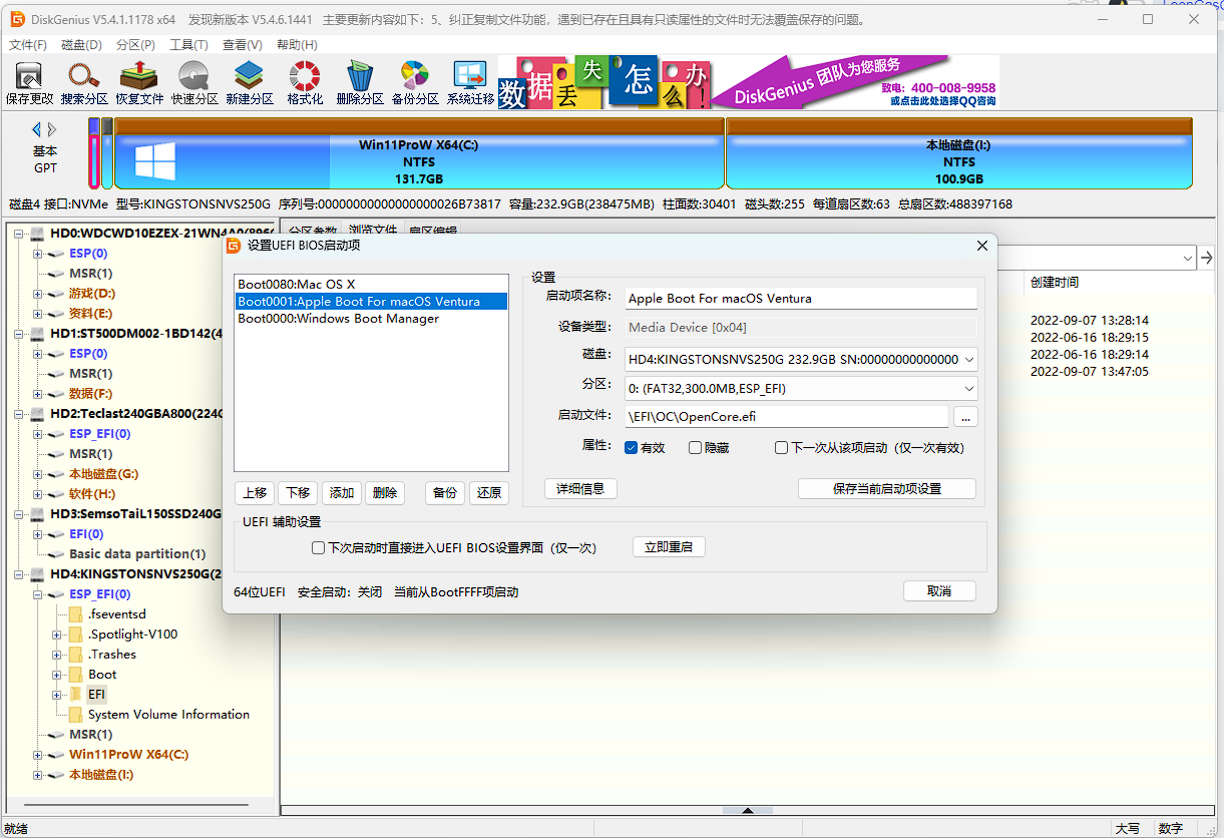 DiskGenius V5.4.1.1178 x64 发现新版本 V5.4.6.1441 主要更新内容如下：5、纠正复制文件功能，遇到已存在且具有只读属性的文件时无法覆盖保存的问题。
文件(F) 磁盘(D) 分区(P) 工具(T) 查看(V) 帮助(H)
保存更改 搜索分区 恢复文件 快速分区 新建分区 格式化 删除分区 备份分区 系统迁移
数据丢失怎么办!
DiskGenius 团队为您服务
致电：400-008-9958
或点击此处选择QQ咨询
基本
GPT
Win11ProW X64(C:)
NTFS
131.7GB
本地磁盘(I:)
NTFS
100.9GB
磁盘4 接口:NVMe 型号:KINGSTONSNVS250G 序列号:00000000000000000026B73817 容量:232.9GB(238475MB) 柱面数:30401 磁头数:255 每道扇区数:63 总扇区数:488397168
HD0:WDCWD10EZEX-21WN4A0(
ESP(0)
MSR(1)
游戏(D:)
资料(E:)
HD1:ST500DM002-1BD142(4
ESP(0)
MSR(1)
数据(F:)
HD2:Teclast240GBA800(224G
ESP_EFI(0)
MSR(1)
本地磁盘(G:)
软件(H:)
HD3:SemsoTaiL150SSD240G
EFI(0)
Basic data partition(1)
HD4:KINGSTONSNVS250G(2
ESP_EFI(0)
.fseventsd
.Spotlight-V100
.Trashes
Boot
EFI
System Volume Information
MSR(1)
Win11ProW X64(C:)
本地磁盘(I:)
分区参数 浏览文件 扇区编辑
创建时间
2022-09-07 13:28:14
2022-06-16 18:29:15
2022-06-16 18:29:14
2022-09-07 13:47:05
设置UEFI BIOS启动项
Boot0080:Mac OS X
Boot0001:Apple Boot For macOS Ventura
Boot0000:Windows Boot Manager
上移 下移 添加 删除 备份 还原
设置
启动项名称: Apple Boot For macOS Ventura
设备类型: Media Device [0x04]
磁盘: HD4:KINGSTONSNVS250G 232.9GB SN:00000000000000
分区: 0: (FAT32,300.0MB,ESP_EFI)
启动文件: \EFI\OC\OpenCore.efi ...
属性: 有效 隐藏 下一次从该项启动（仅一次有效）
详细信息 保存当前启动项设置
UEFI 辅助设置
下次启动时直接进入UEFI BIOS设置界面（仅一次） 立即重启
64位UEFI 安全启动：关闭 当前从BootFFFF项启动
取消
就绪 大写 数字